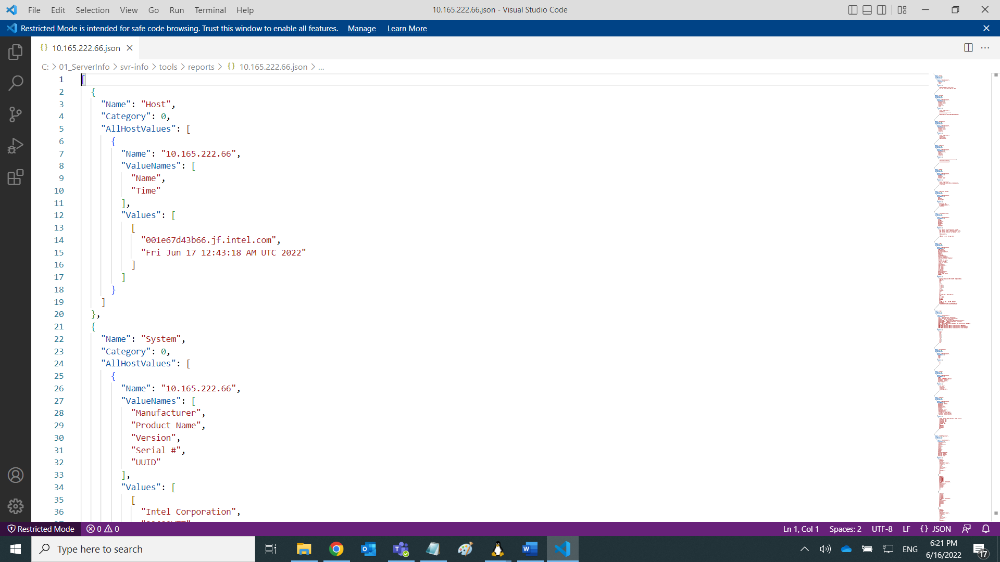 File Edit Selection View Go Run Terminal Help
10.165.222.66.json - Visual Studio Code
Restricted Mode is intended for safe code browsing. Trust this window to enable all features. Manage Learn More
{} 10.165.222.66.json
C: > 01_ServerInfo > svr-info > tools > reports > {} 10.165.222.66.json > ...
1 [
2 {
3 "Name": "Host",
4 "Category": 0,
5 "AllHostValues": [
6 {
7 "Name": "10.165.222.66",
8 "ValueNames": [
9 "Name",
10 "Time"
11 ],
12 "Values": [
13 [
14 "001e67d43b66.jf.intel.com",
15 "Fri Jun 17 12:43:18 AM UTC 2022"
16 ]
17 ]
18 }
19 ]
20 },
21 {
22 "Name": "System",
23 "Category": 0,
24 "AllHostValues": [
25 {
26 "Name": "10.165.222.66",
27 "ValueNames": [
28 "Manufacturer",
29 "Product Name",
30 "Version",
31 "Serial #",
32 "UUID"
33 ],
34 "Values": [
35 [
36 "Intel Corporation",
Restricted Mode 0 0
Ln 1, Col 1 Spaces: 2 UTF-8 LF {} JSON
Type here to search
ENG
6:21 PM
6/16/2022
17